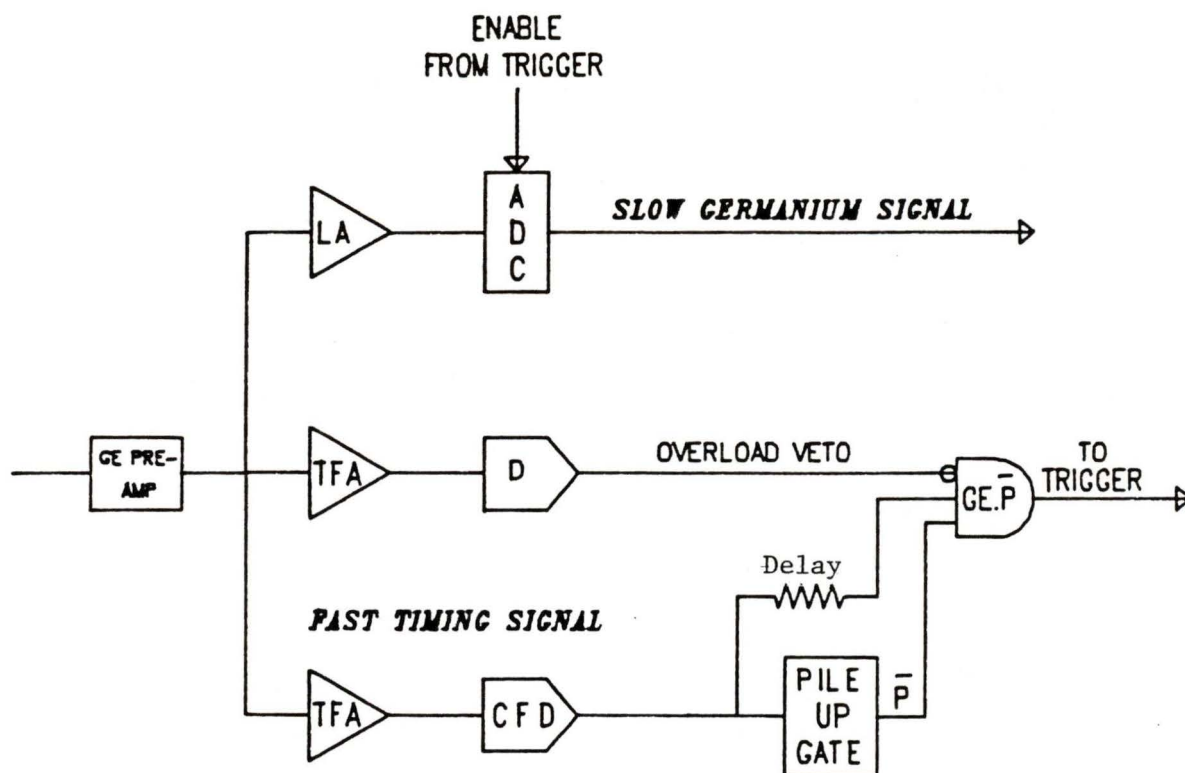 ENABLE
FROM TRIGGER
LA
A
D
C
SLOW GERMANIUM SIGNAL
GE PRE-
AMP
TFA
D
OVERLOAD VETO
GE.P̅
TO
TRIGGER
Delay
FAST TIMING SIGNAL
TFA
CFD
PILE
UP
GATE
P̅